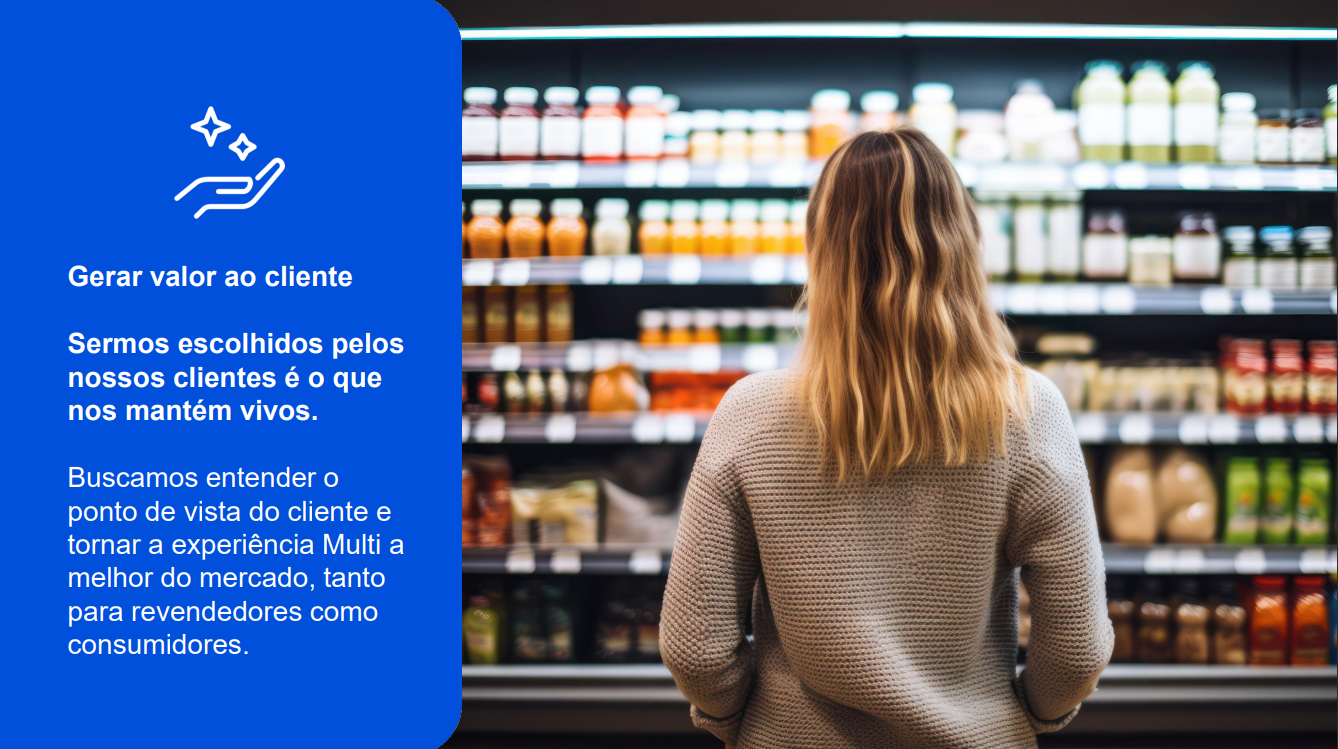 Gerar valor ao cliente
Sermos escolhidos pelos
nossos clientes é o que
nos mantém vivos.
Buscamos entender o
ponto de vista do cliente e
tornar a experiência Multi a
melhor do mercado, tanto
para revendedores como
consumidores.